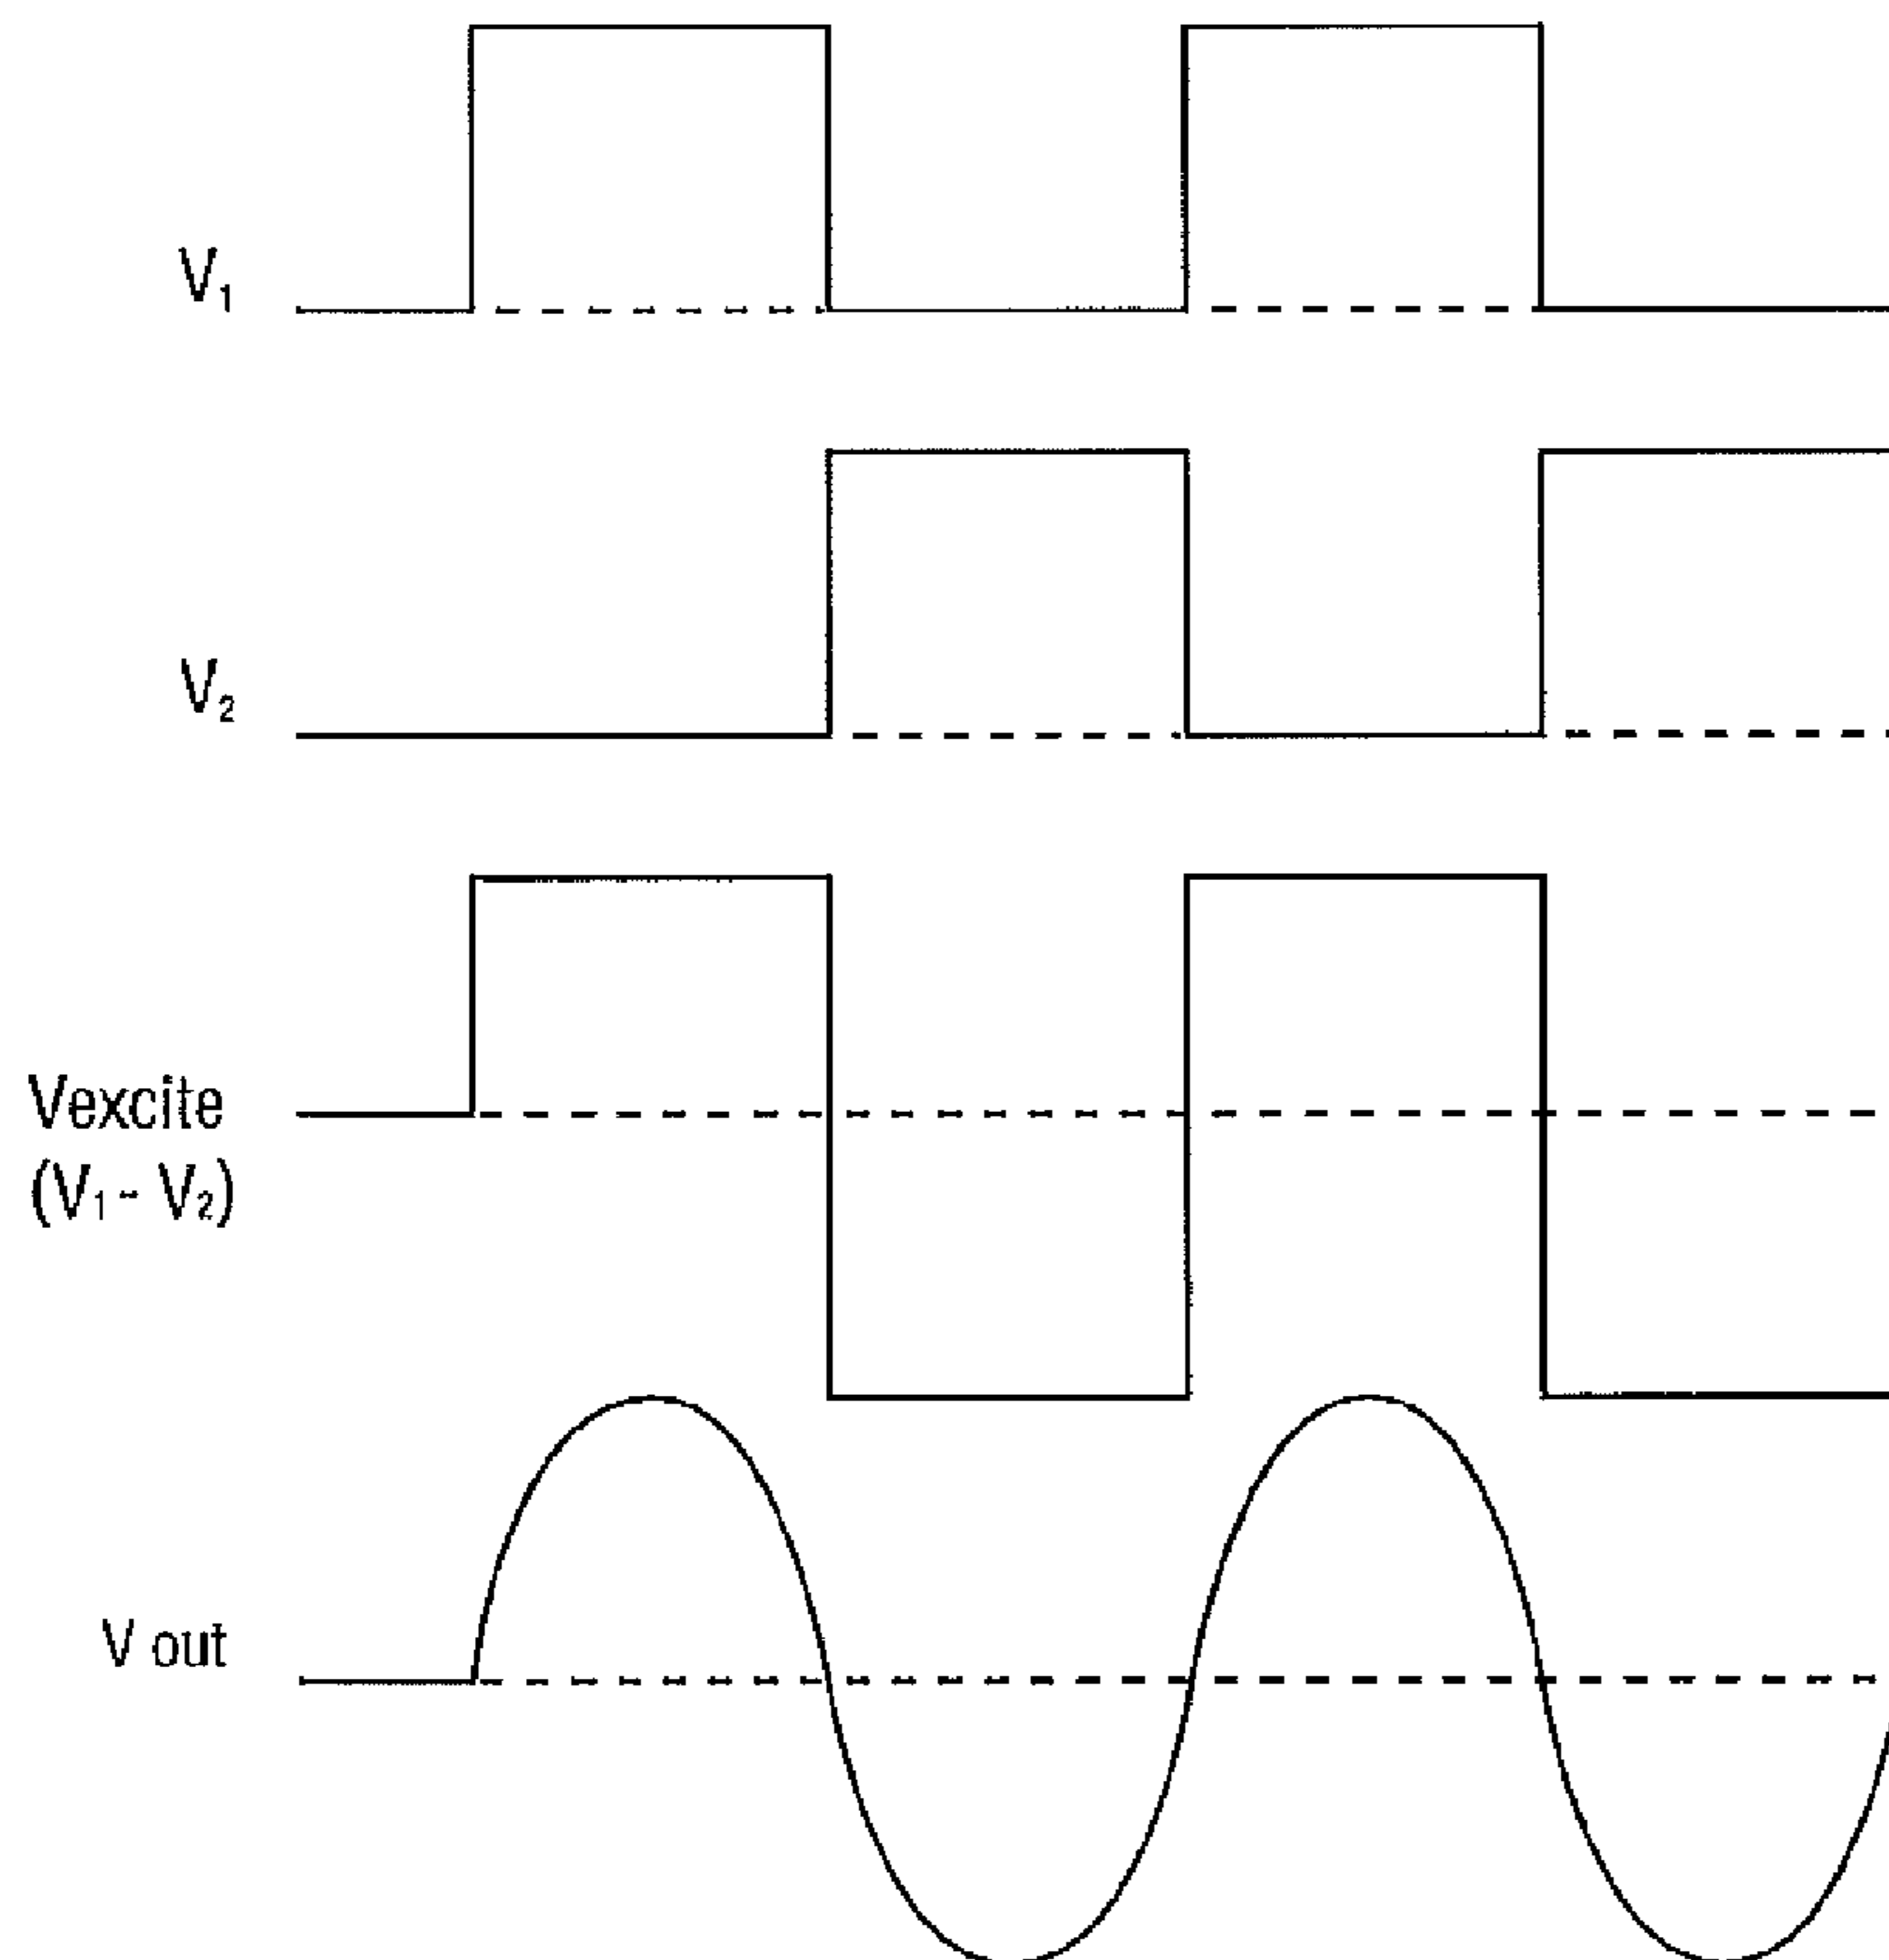 V₁
V₂
Vexcite
(V₁- V₂)
V out